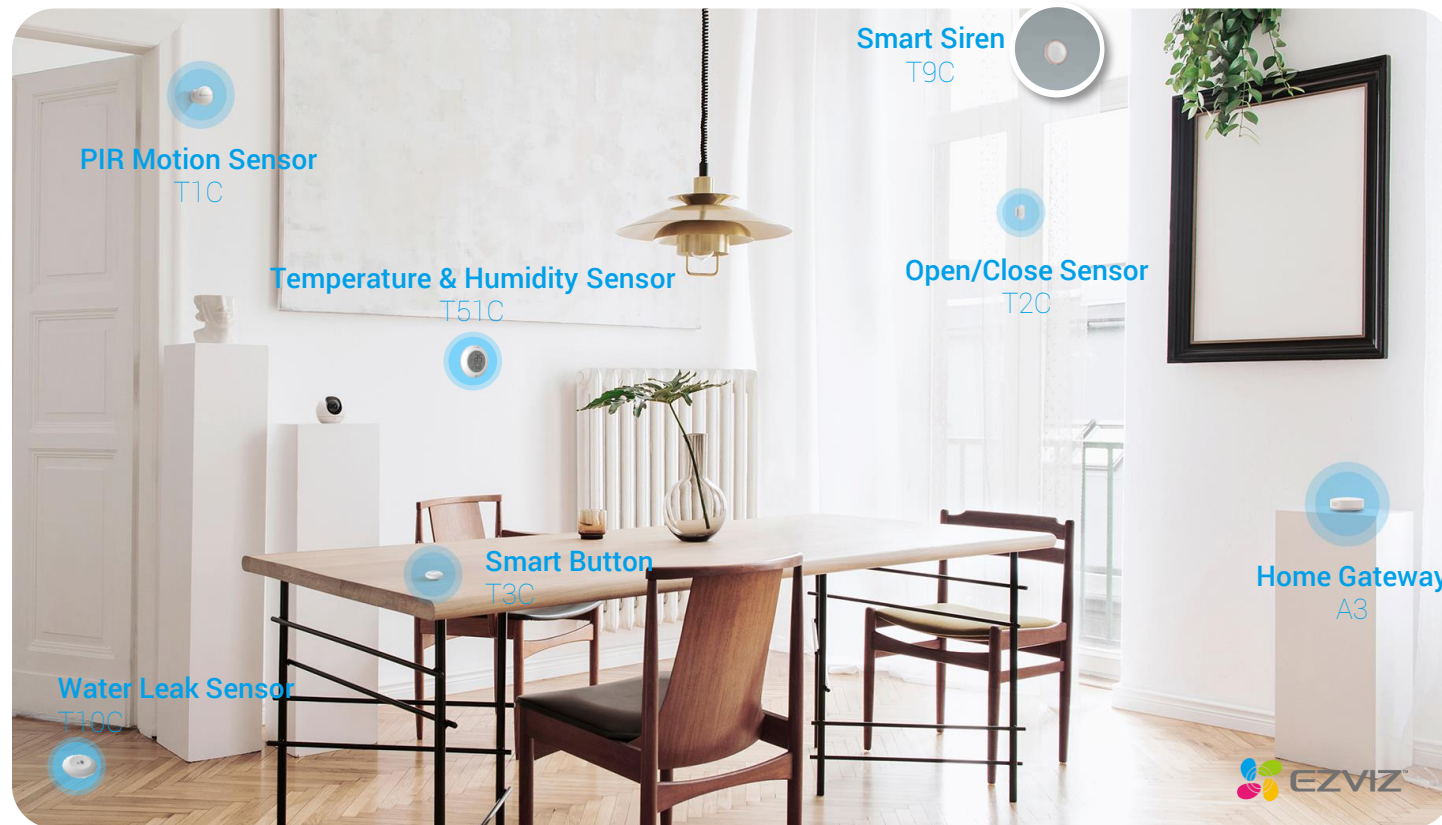 Smart Siren
T9C
PIR Motion Sensor
T1C
Temperature & Humidity Sensor
T51C
Open/Close Sensor
T2C
Smart Button
T3C
Home Gateway
A3
Water Leak Sensor
T10C
EZVIZ